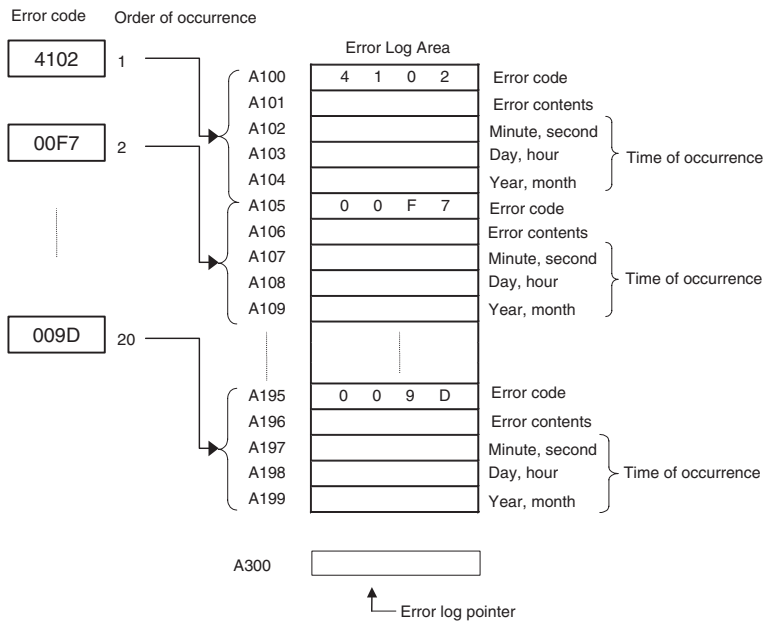 Error code Order of occurrence
Error Log Area
4102 1
A100 4 1 0 2 Error code
A101 Error contents
A102 Minute, second
A103 Day, hour
Time of occurrence
A104 Year, month
00F7 2
A105 0 0 F 7 Error code
A106 Error contents
A107 Minute, second
A108 Day, hour
Time of occurrence
A109 Year, month
009D 20
A195 0 0 9 D Error code
A196 Error contents
A197 Minute, second
A198 Day, hour
Time of occurrence
A199 Year, month
A300
Error log pointer